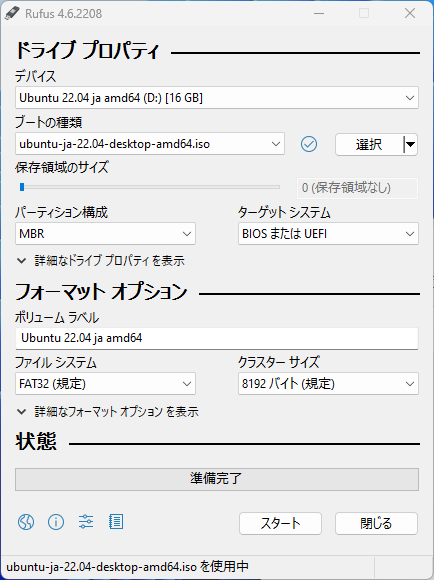 Rufus 4.6.2208
ドライブ プロパティ
デバイス
Ubuntu 22.04 ja amd64 (D:) [16 GB]
ブートの種類
ubuntu-ja-22.04-desktop-amd64.iso
選択
保存領域のサイズ
0 (保存領域なし)
パーティション構成 ターゲット システム
MBR BIOS または UEFI
詳細なドライブ プロパティを表示
フォーマット オプション
ボリューム ラベル
Ubuntu 22.04 ja amd64
ファイル システム クラスター サイズ
FAT32 (規定) 8192 バイト (規定)
詳細なフォーマット オプション を表示
状態
準備完了
スタート 閉じる
ubuntu-ja-22.04-desktop-amd64.iso を使用中